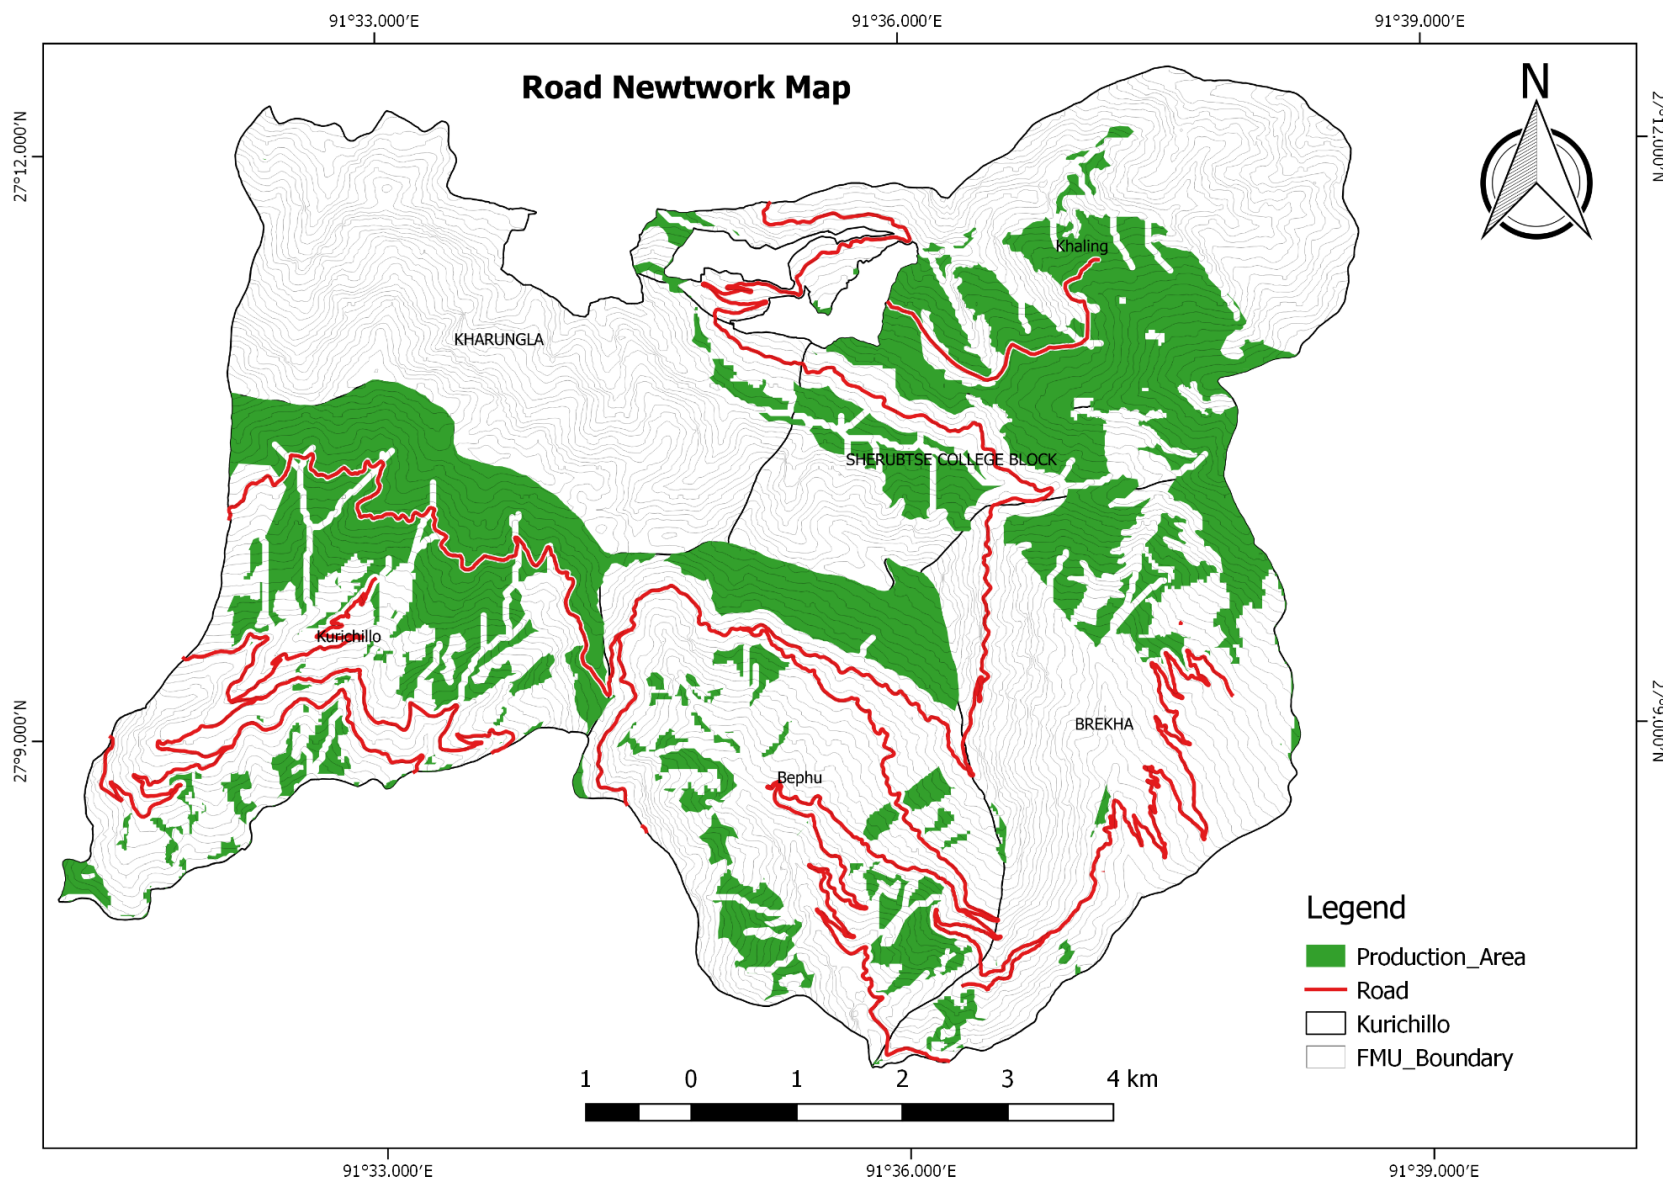 91°33.000′E
91°36.000′E
91°39.000′E
Road Newtwork Map
N
27°12.000′N
27°12.000′N
Khaling
KHARUNGLA
SHERUBTSE COLLEGE BLOCK
Kurichillo
27°9.000′N
27°9.000′N
BREKHA
Bephu
Legend
Production_Area
Road
Kurichillo
FMU_Boundary
1 0 1 2 3 4 km
91°33.000′E
91°36.000′E
91°39.000′E